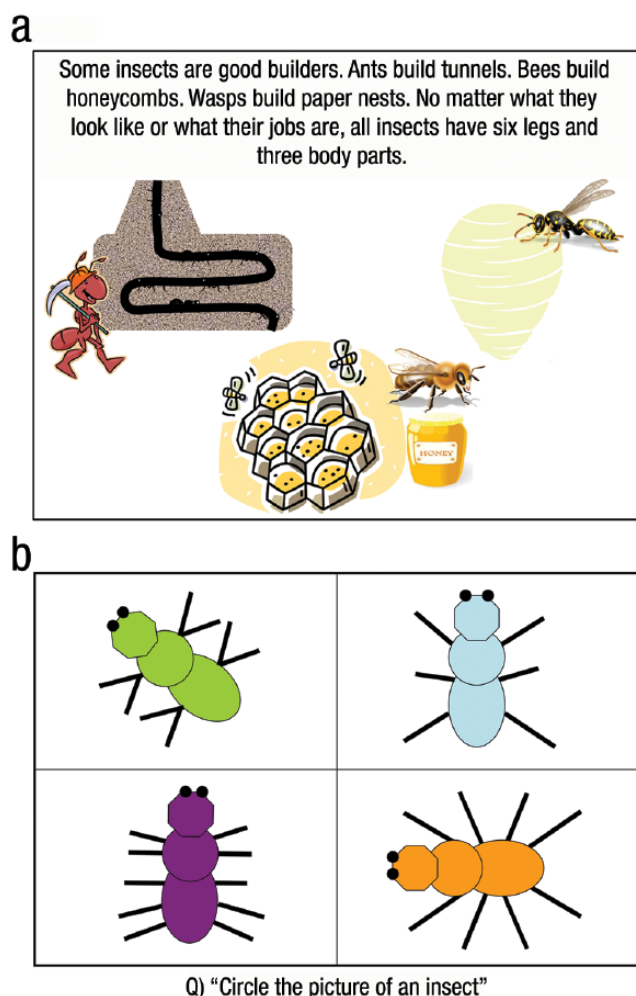 a
Some insects are good builders. Ants build tunnels. Bees build
honeycombs. Wasps build paper nests. No matter what they
look like or what their jobs are, all insects have six legs and
three body parts.
HONEY
b
Q) “Circle the picture of an insect”